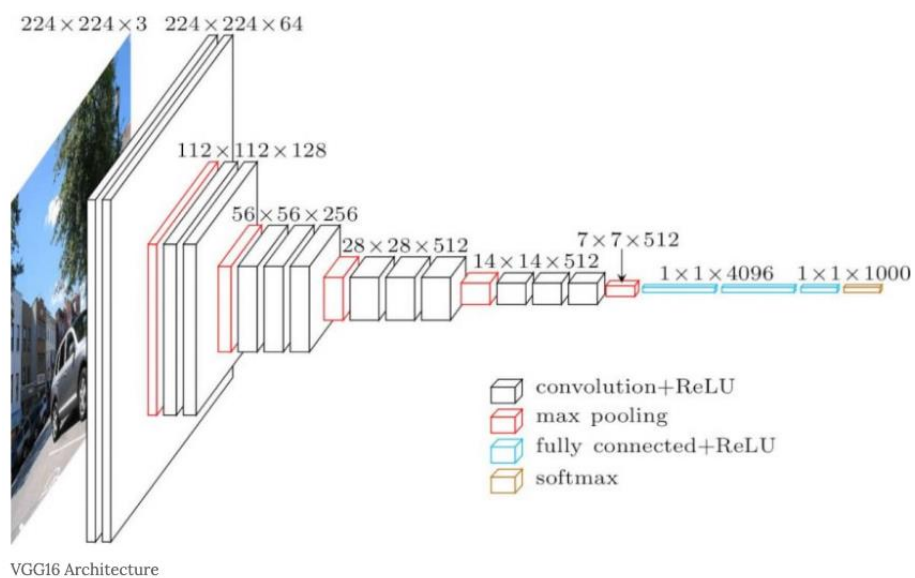 224×224×3
224×224×64
112×112×128
56×56×256
28×28×512
14×14×512
7×7×512
1×1×4096
1×1×1000
convolution+ReLU
max pooling
fully connected+ReLU
softmax
VGG16 Architecture